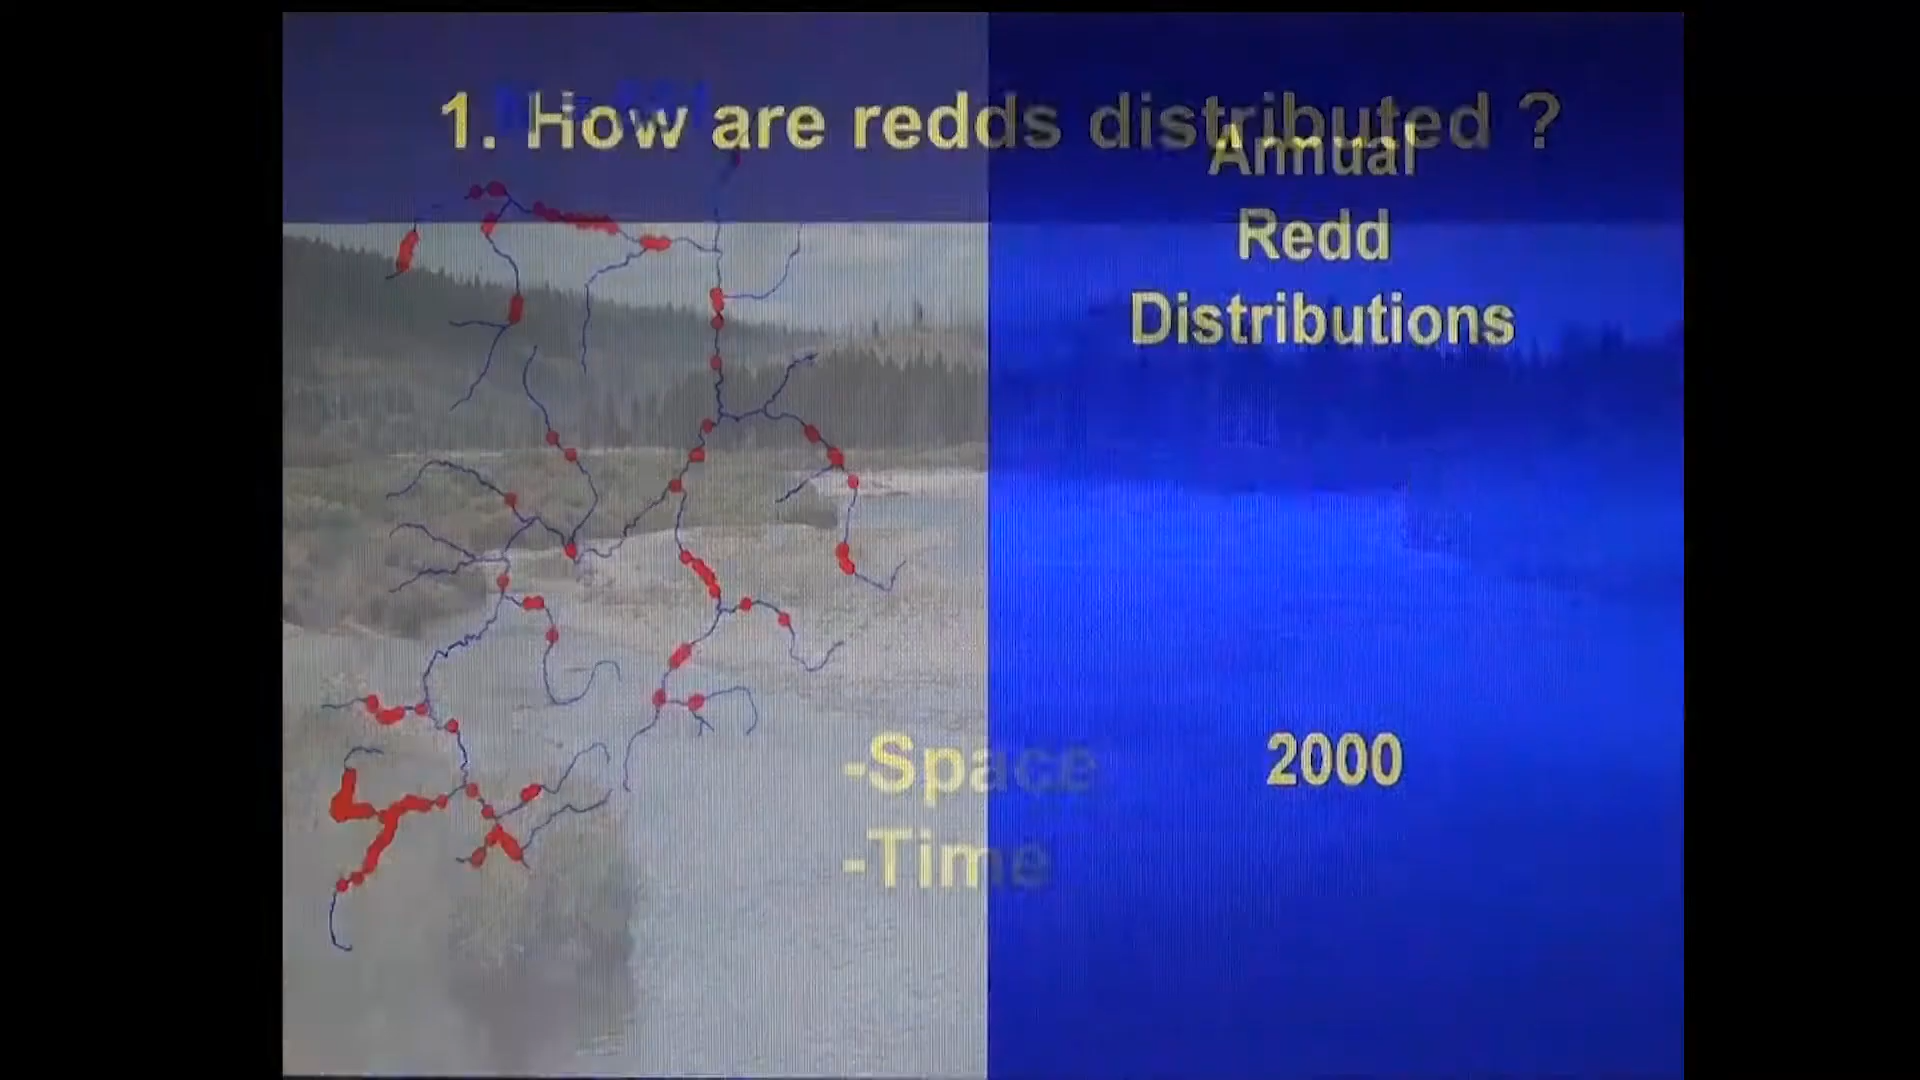 1. How are redds distributed ?
Annual
Redd
Distributions
-Space
2000
-Time